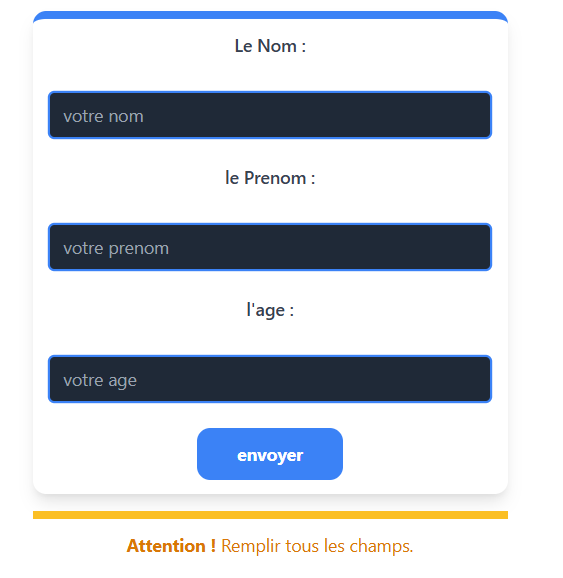 Le Nom :
votre nom
le Prenom :
votre prenom
l'age :
votre age
envoyer
Attention ! Remplir tous les champs.